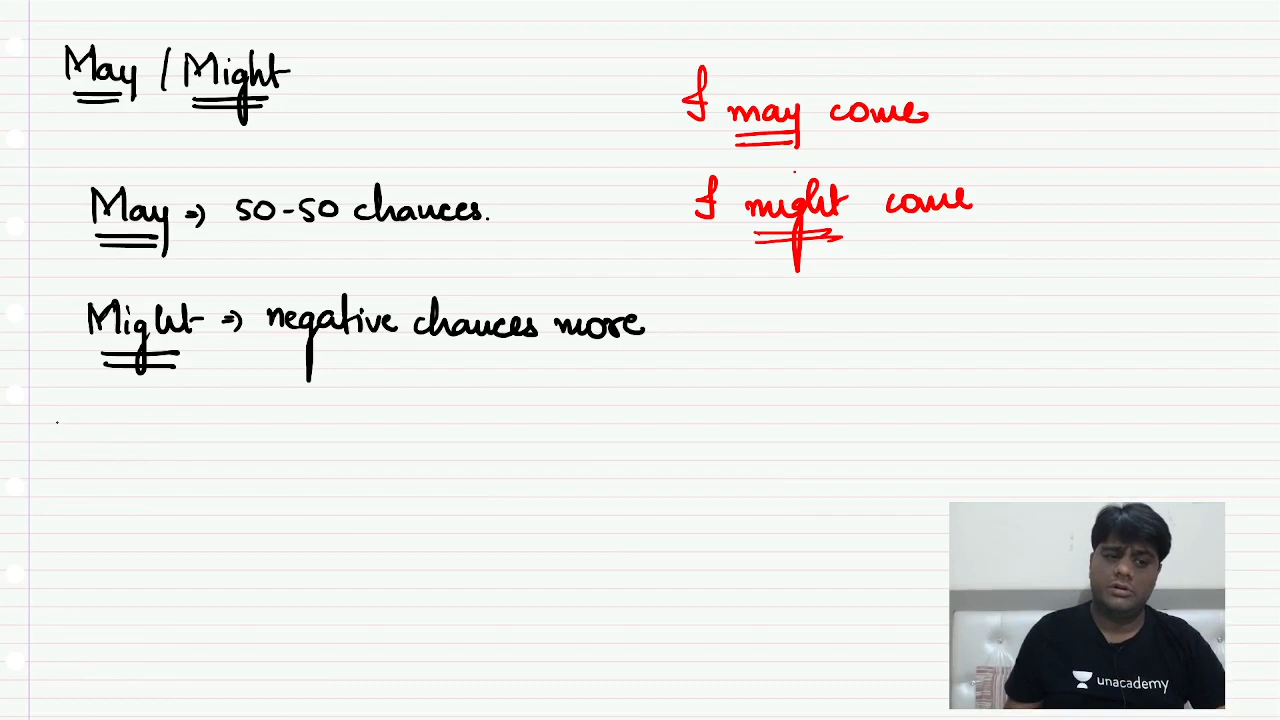 May / Might
May => 50-50 chances.
Might => negative chances more
I may come
I might come
unacademy